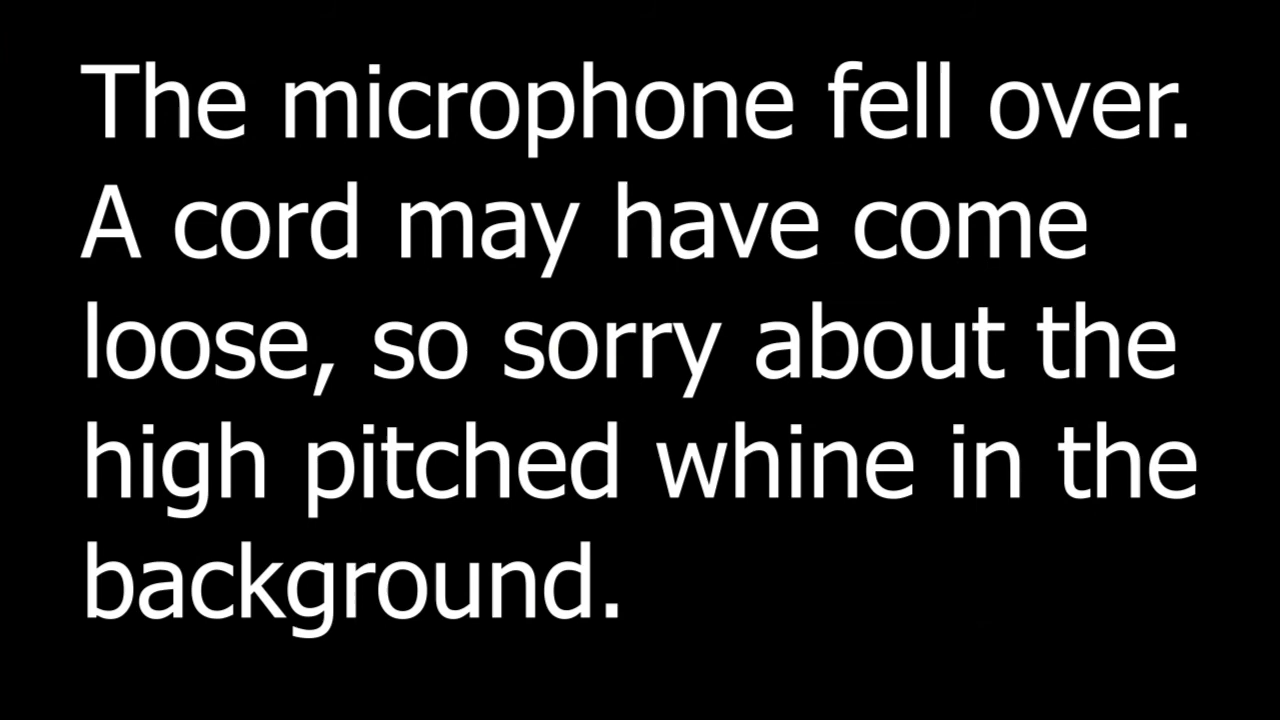 The microphone fell over.
A cord may have come
loose, so sorry about the
high pitched whine in the
background.